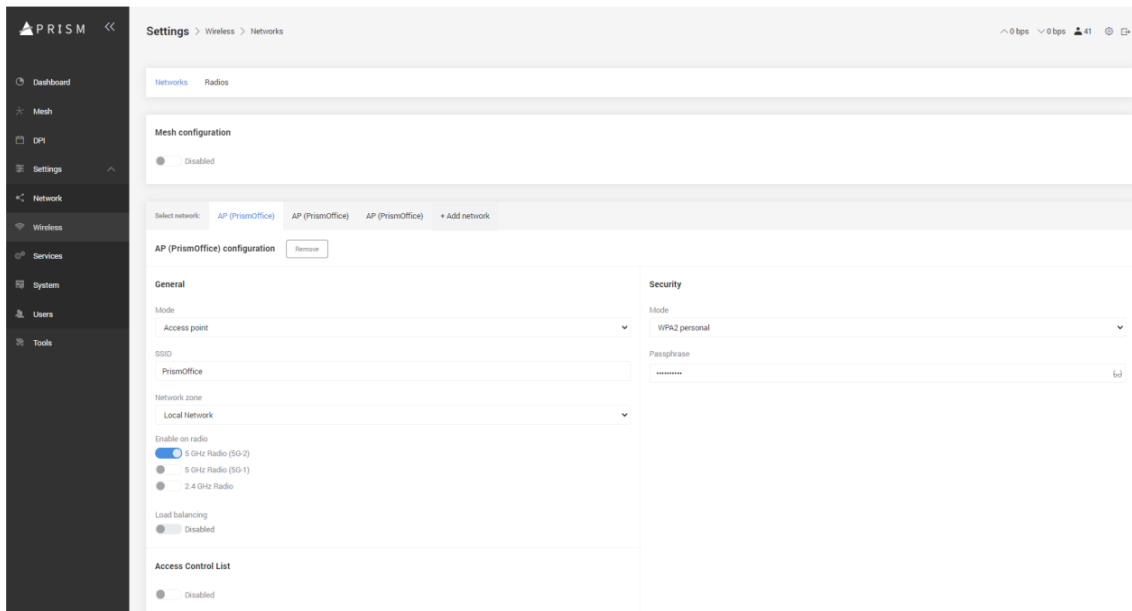 PRISM
Settings > Wireless > Networks
0 bps 0 bps 41
Dashboard
Mesh
DPI
Settings
Network
Wireless
Services
System
Users
Tools
Networks Radios
Mesh configuration
Disabled
Select network: AP (PrismOffice) AP (PrismOffice) AP (PrismOffice) + Add network
AP (PrismOffice) configuration Remove
General
Mode
Access point
SSID
PrismOffice
Network zone
Local Network
Enable on radio
5 GHz Radio (5G-2)
5 GHz Radio (5G-1)
2.4 GHz Radio
Load balancing
Disabled
Access Control List
Disabled
Security
Mode
WPA2 personal
Passphrase
••••••••••